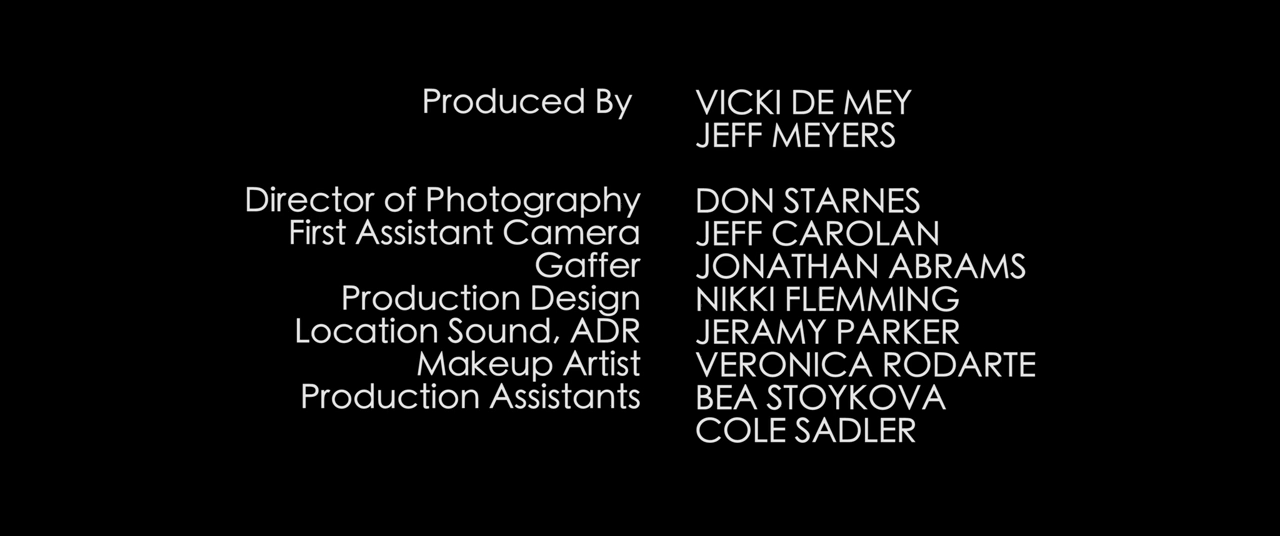 Produced By VICKI DE MEY
JEFF MEYERS
Director of Photography DON STARNES
First Assistant Camera JEFF CAROLAN
Gaffer JONATHAN ABRAMS
Production Design NIKKI FLEMMING
Location Sound, ADR JERAMY PARKER
Makeup Artist VERONICA RODARTE
Production Assistants BEA STOYKOVA
COLE SADLER